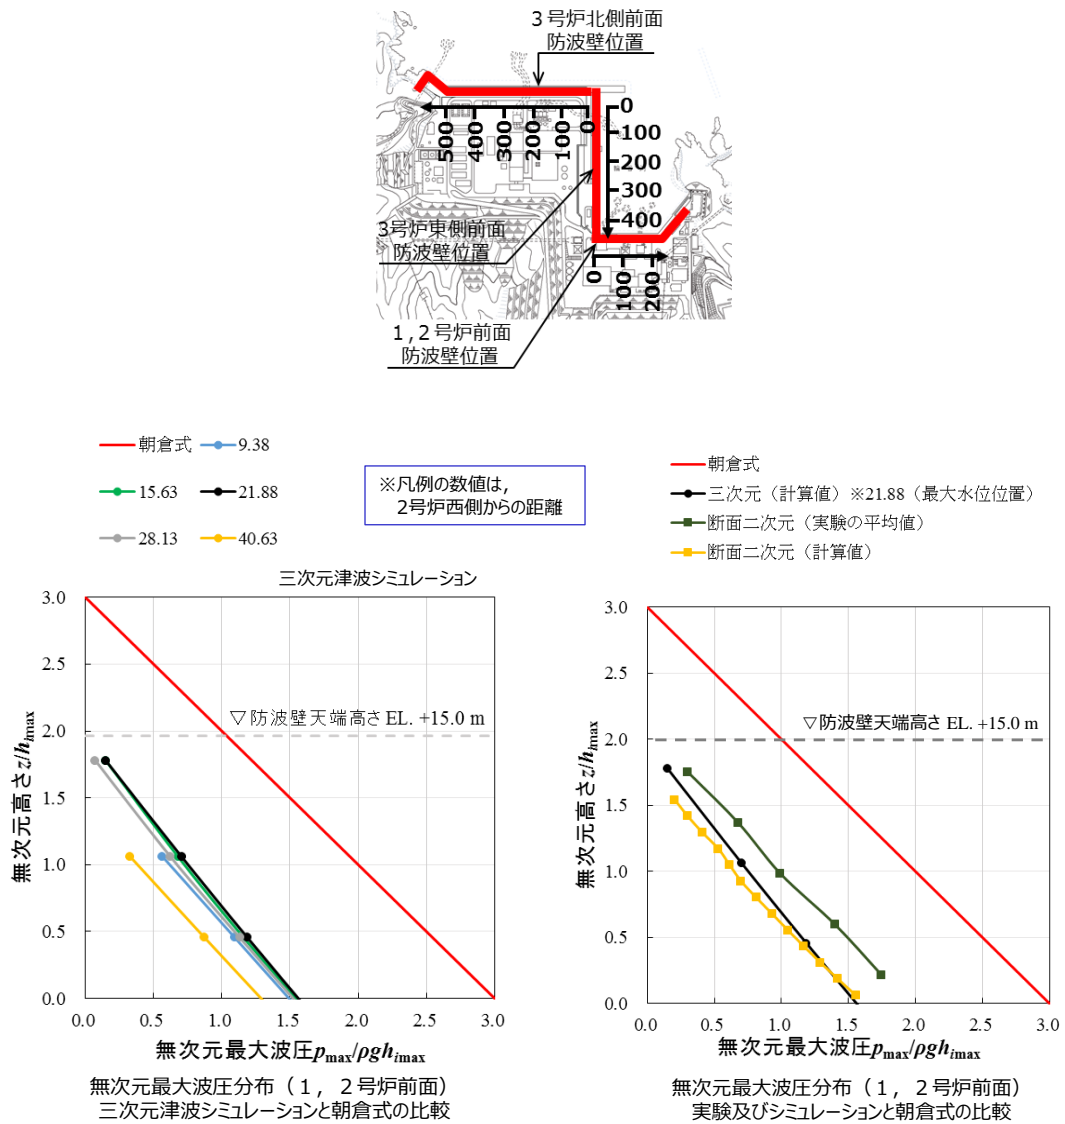 3号炉北側前面
防波壁位置
500
400
300
200
100
0
0
100
200
300
400
3号炉東側前面
防波壁位置
0
100
200
1,2号炉前面
防波壁位置
朝倉式 9.38
15.63 21.88
28.13 40.63
※凡例の数値は,
2号炉西側からの距離
三次元津波シミュレーション
3.0
2.5
2.0
1.5
1.0
0.5
0.0
▽防波壁天端高さ EL. +15.0 m
無次元高さz/himax
0.0 0.5 1.0 1.5 2.0 2.5 3.0
無次元最大波圧pmax/ρghimax
無次元最大波圧分布(1,2号炉前面)
三次元津波シミュレーションと朝倉式の比較
朝倉式
三次元(計算値)※21.88(最大水位位置)
断面二次元(実験の平均値)
断面二次元(計算値)
3.0
2.5
2.0
1.5
1.0
0.5
0.0
▽防波壁天端高さ EL. +15.0 m
無次元高さz/himax
0.0 0.5 1.0 1.5 2.0 2.5 3.0
無次元最大波圧pmax/ρghimax
無次元最大波圧分布(1,2号炉前面)
実験及びシミュレーションと朝倉式の比較